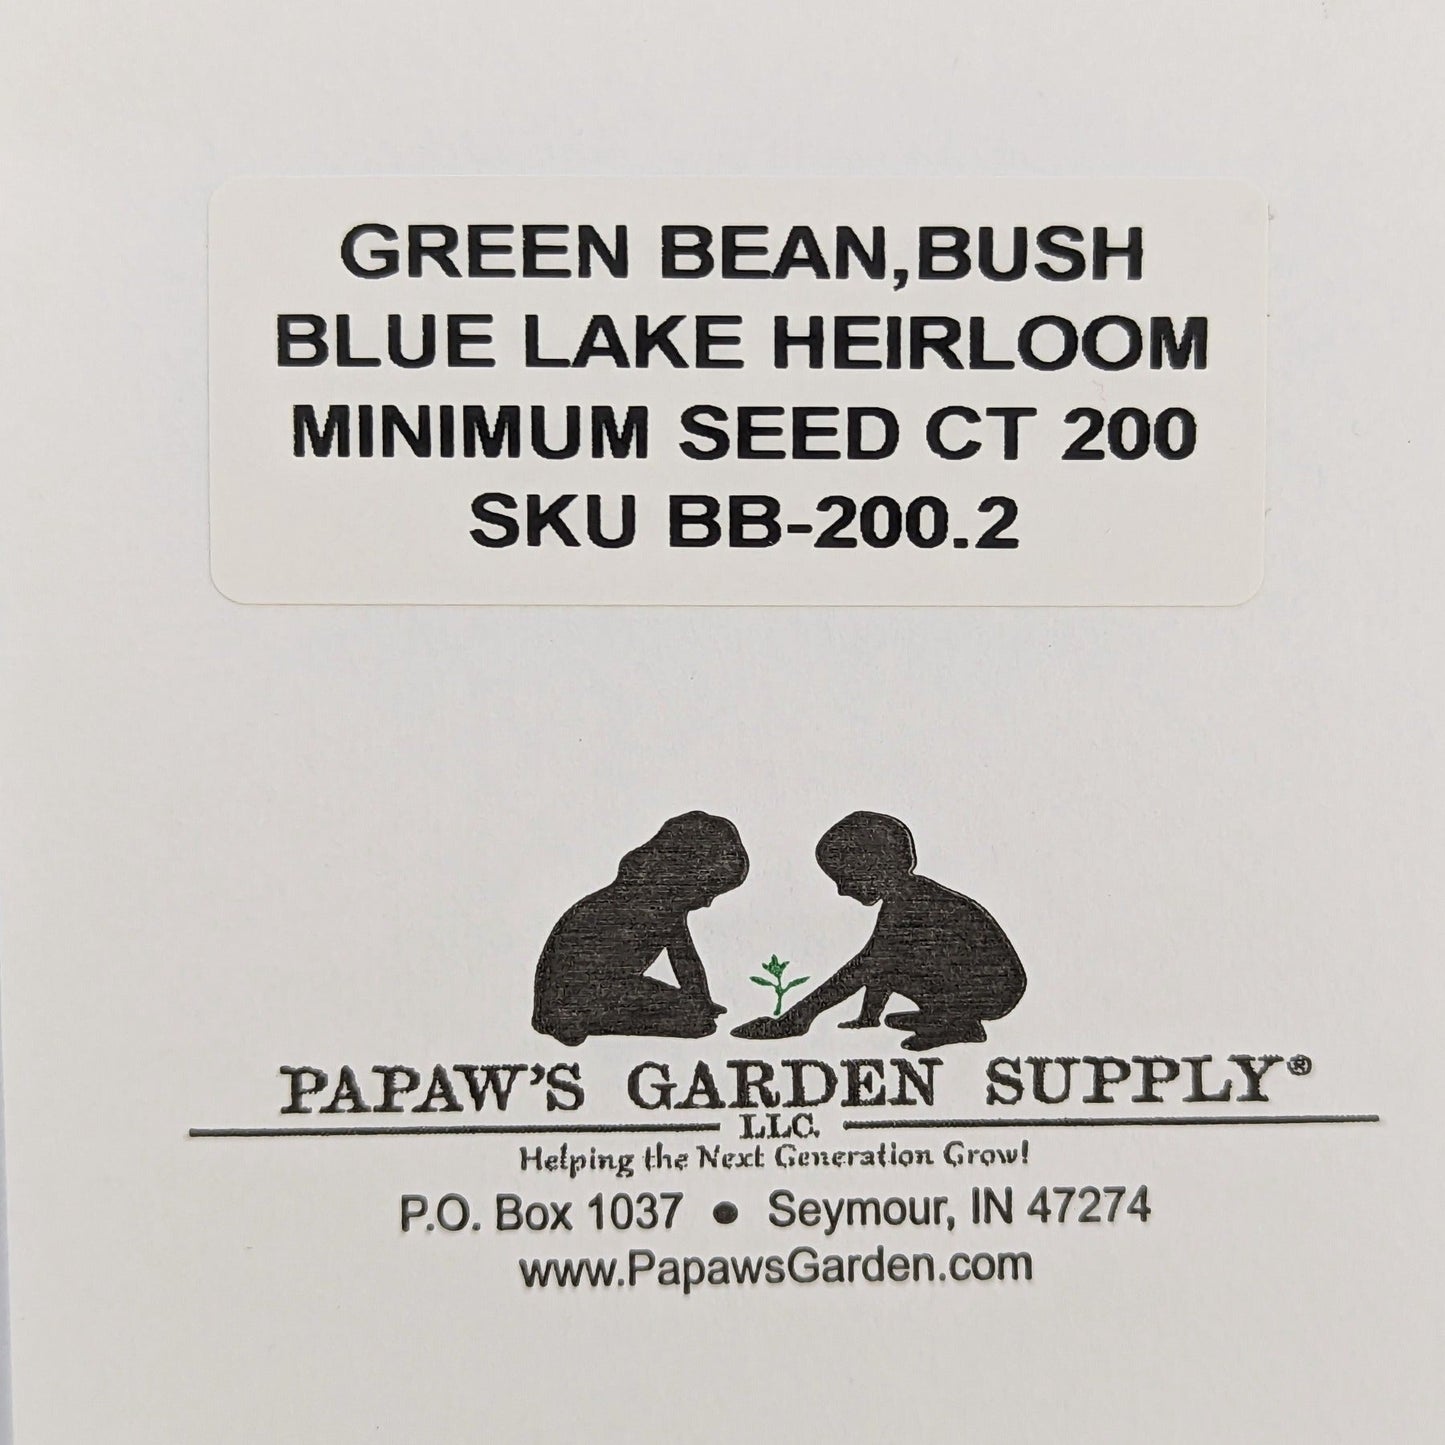 GREEN BEAN,BUSH
BLUE LAKE HEIRLOOM
MINIMUM SEED CT 200
SKU BB-200.2
PAPAW'S GARDEN SUPPLY®
LLC.
Helping the Next Generation Grow!
P.O. Box 1037 • Seymour, IN 47274
www.PapawsGarden.com